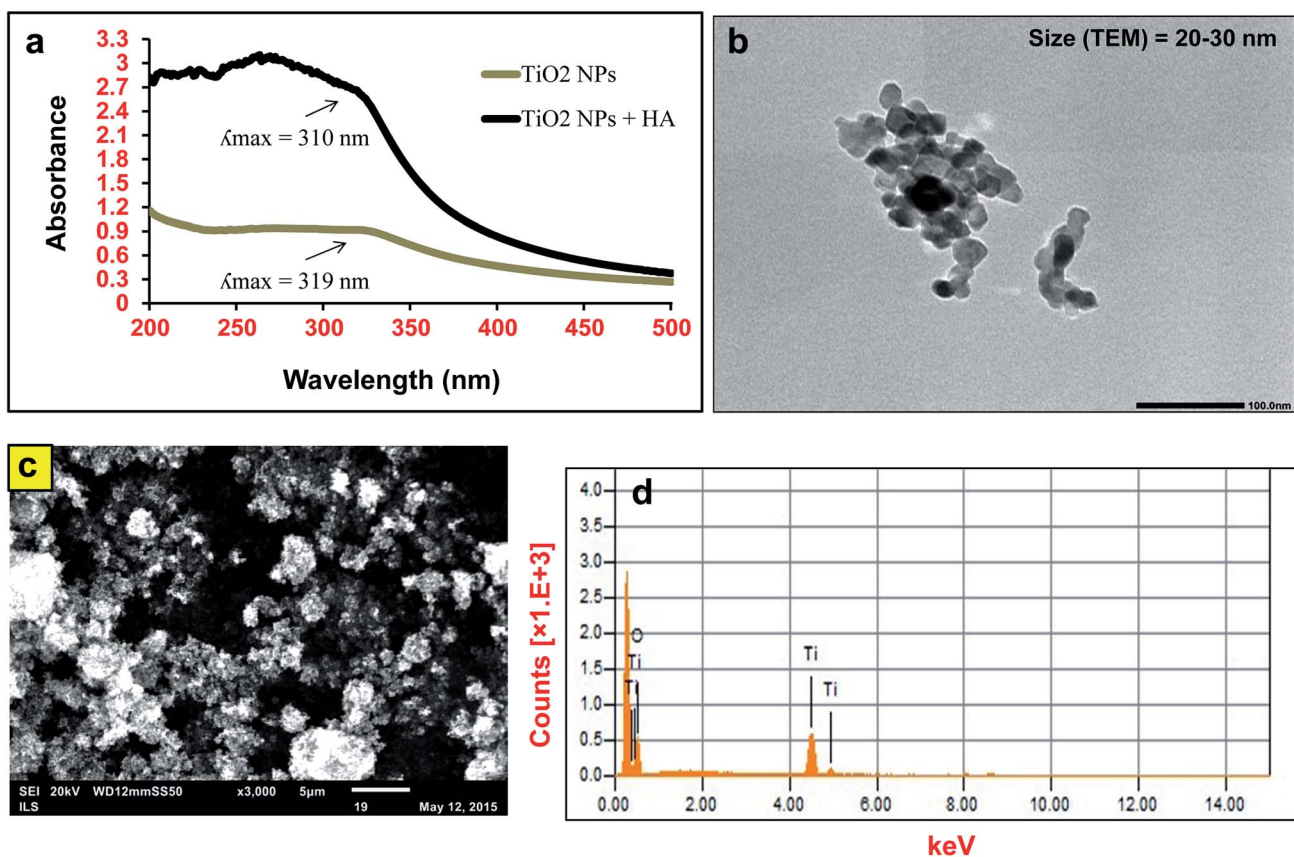 a
3.3
3
2.7
2.4
2.1
1.8
1.5
1.2
0.9
0.6
0.3
0
Absorbance
TiO2 NPs
TiO2 NPs + HA
ʎmax = 310 nm
ʎmax = 319 nm
200 250 300 350 400 450 500
Wavelength (nm)
b
Size (TEM) = 20-30 nm
100.0nm
c
SEI 20kV WD12mmSS50 x3,000 5µm
ILS 19 May 12, 2015
d
Counts [×1.E+3]
4.0
3.5
3.0
2.5
2.0
1.5
1.0
0.5
0.0
O
Ti
Ti
Ti
Ti
0.00 2.00 4.00 6.00 8.00 10.00 12.00 14.00
keV